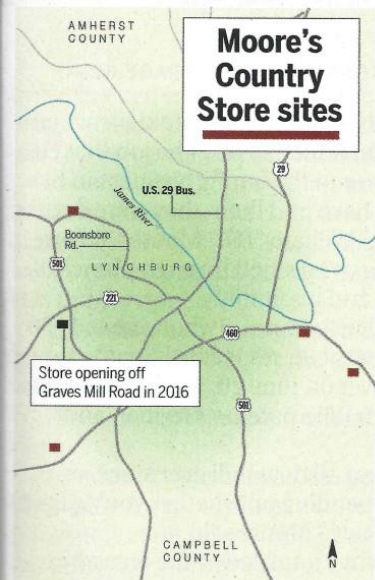 AMHERST
COUNTY
Moore's
Country
Store sites
29
James River
U.S. 29 Bus.
Boonsboro
Rd.
501
LYNCHBURG
221
460
Store opening off
Graves Mill Road in 2016
501
CAMPBELL
COUNTY
N